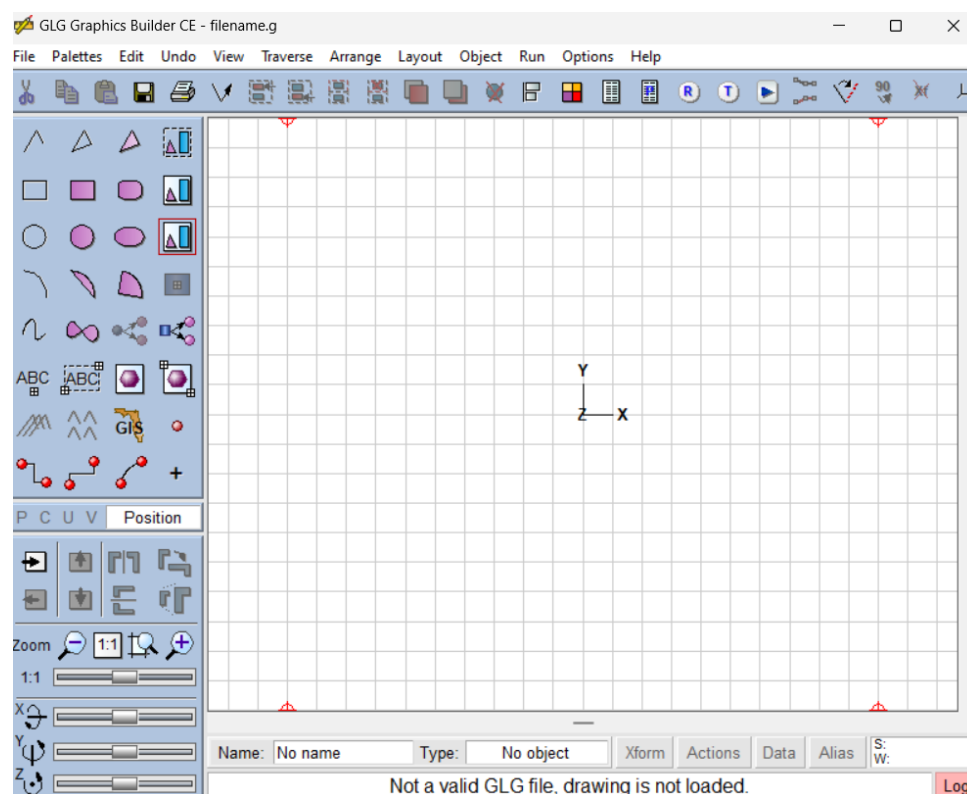 GLG Graphics Builder CE - filename.g
File Palettes Edit Undo View Traverse Arrange Layout Object Run Options Help
R T 90
ABC ABC
GIS
P C U V Position
Zoom 1:1
1:1
X
Y
Z
Y
Z X
Name: No name Type: No object Xform Actions Data Alias S:
W:
Not a valid GLG file, drawing is not loaded. Log